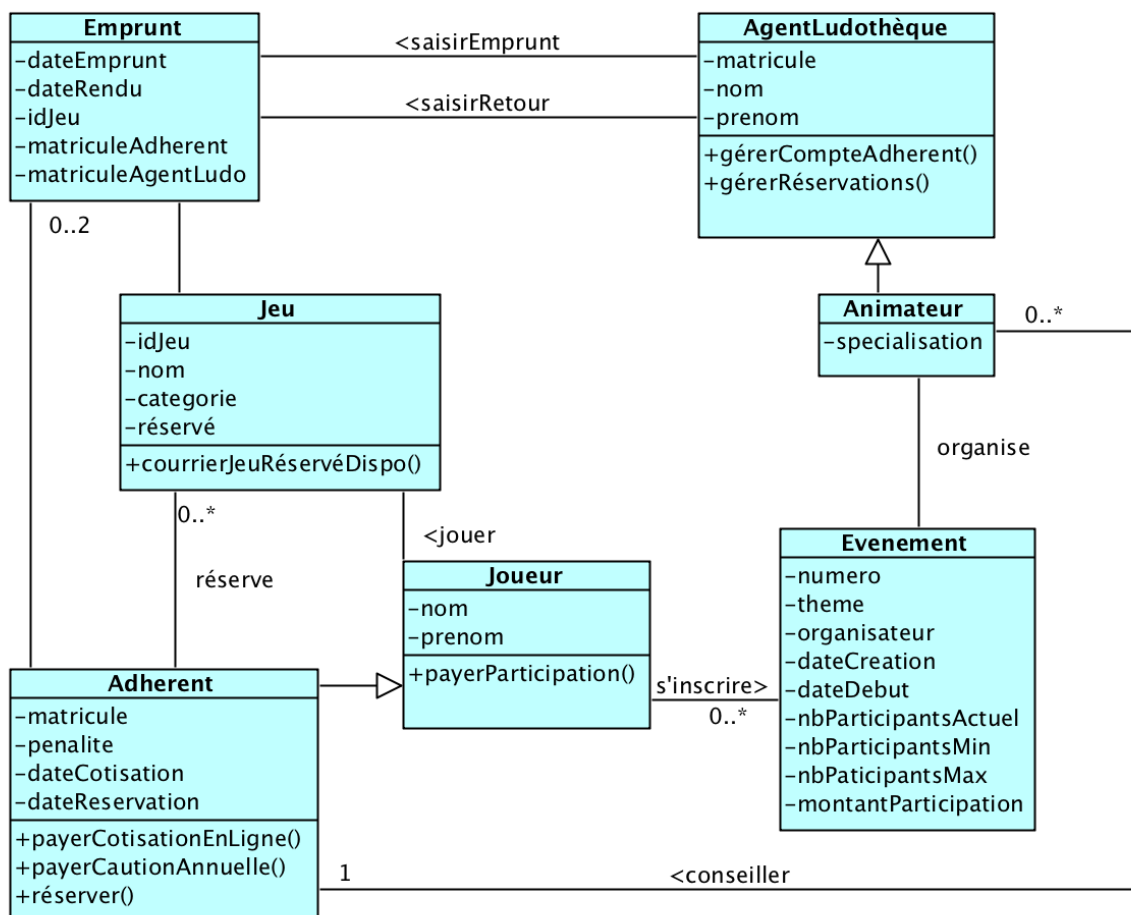 Emprunt
-dateEmprunt
-dateRendu
-idJeu
-matriculeAdherent
-matriculeAgentLudo
<saisirEmprunt
<saisirRetour
AgentLudothèque
-matricule
-nom
-prenom
+gérerCompteAdherent()
+gérerRéservations()
0..2
Jeu
-idJeu
-nom
-categorie
-réservé
+courrierJeuRéservéDispo()
Animateur
-specialisation
0..*
organise
0..*
<jouer
réserve
Joueur
-nom
-prenom
+payerParticipation()
s'inscrire>
0..*
Evenement
-numero
-theme
-organisateur
-dateCreation
-dateDebut
-nbParticipantsActuel
-nbParticipantsMin
-nbPaticipantsMax
-montantParticipation
Adherent
-matricule
-penalite
-dateCotisation
-dateReservation
+payerCotisationEnLigne()
+payerCautionAnnuelle()
+réserver()
1
<conseiller